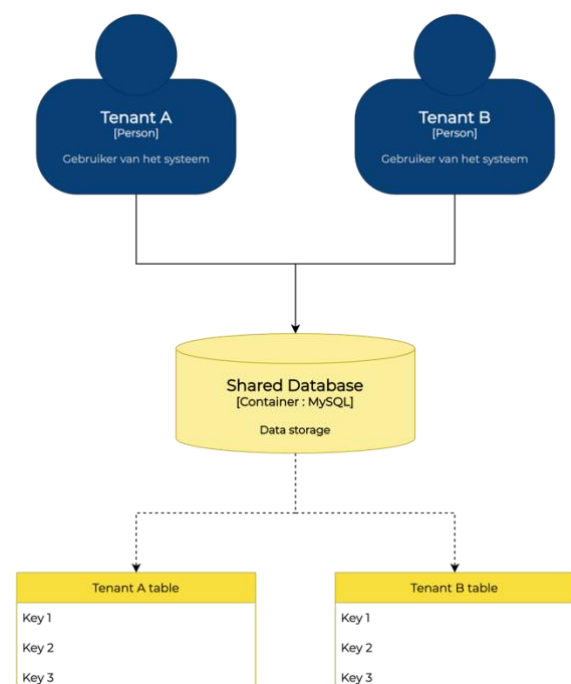 Tenant A
[Person]
Gebruiker van het systeem
Tenant B
[Person]
Gebruiker van het systeem
Shared Database
[Container : MySQL]
Data storage
Tenant A table
Key 1
Key 2
Key 3
Tenant B table
Key 1
Key 2
Key 3